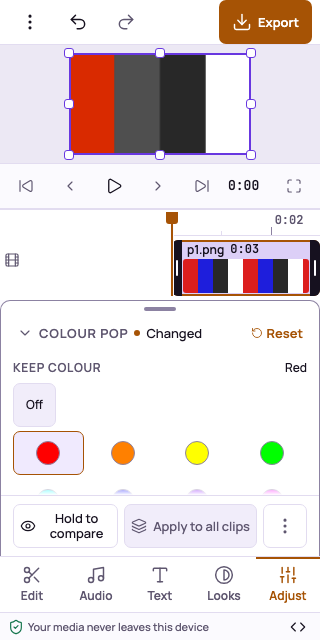 Export
0:00
0:02
p1.png 0:03
COLOUR POP Changed Reset
KEEP COLOUR Red
Off
Hold to
compare
Apply to all clips
Edit Audio Text Looks Adjust
Your media never leaves this device